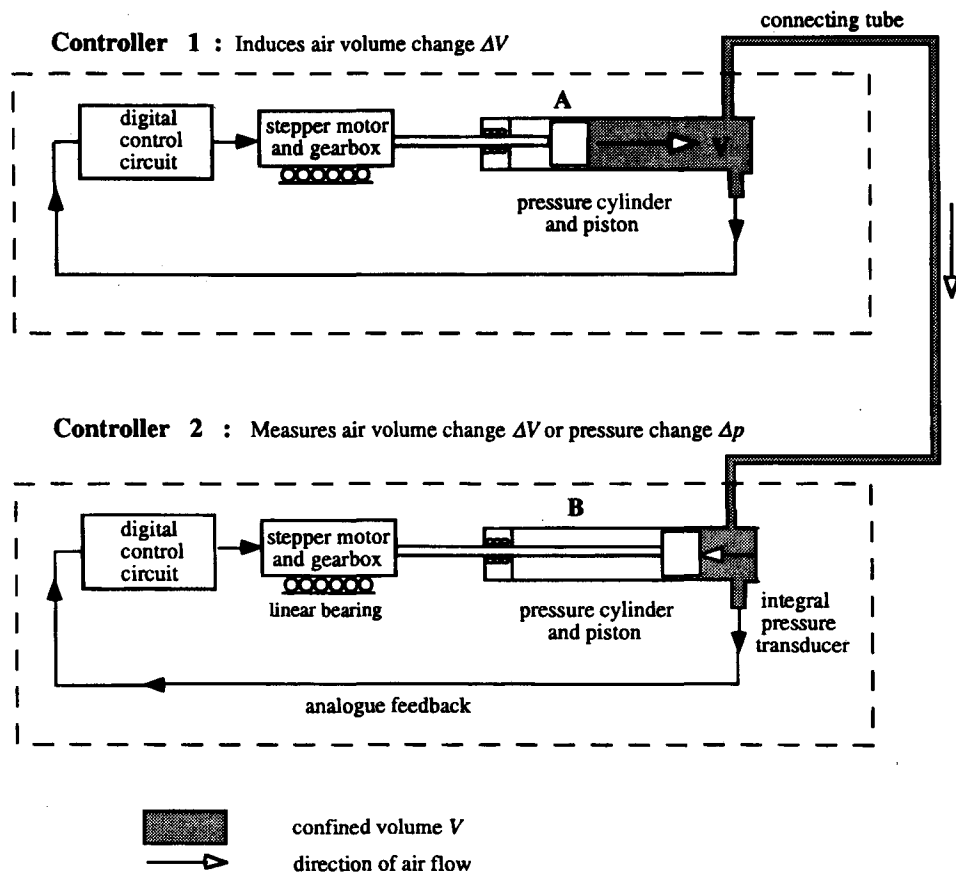 connecting tube
Controller 1 : Induces air volume change ΔV
digital
control
circuit
stepper motor
and gearbox
A
V
pressure cylinder
and piston
Controller 2 : Measures air volume change ΔV or pressure change Δp
digital
control
circuit
stepper motor
and gearbox
linear bearing
B
pressure cylinder
and piston
integral
pressure
transducer
analogue feedback
confined volume V
direction of air flow